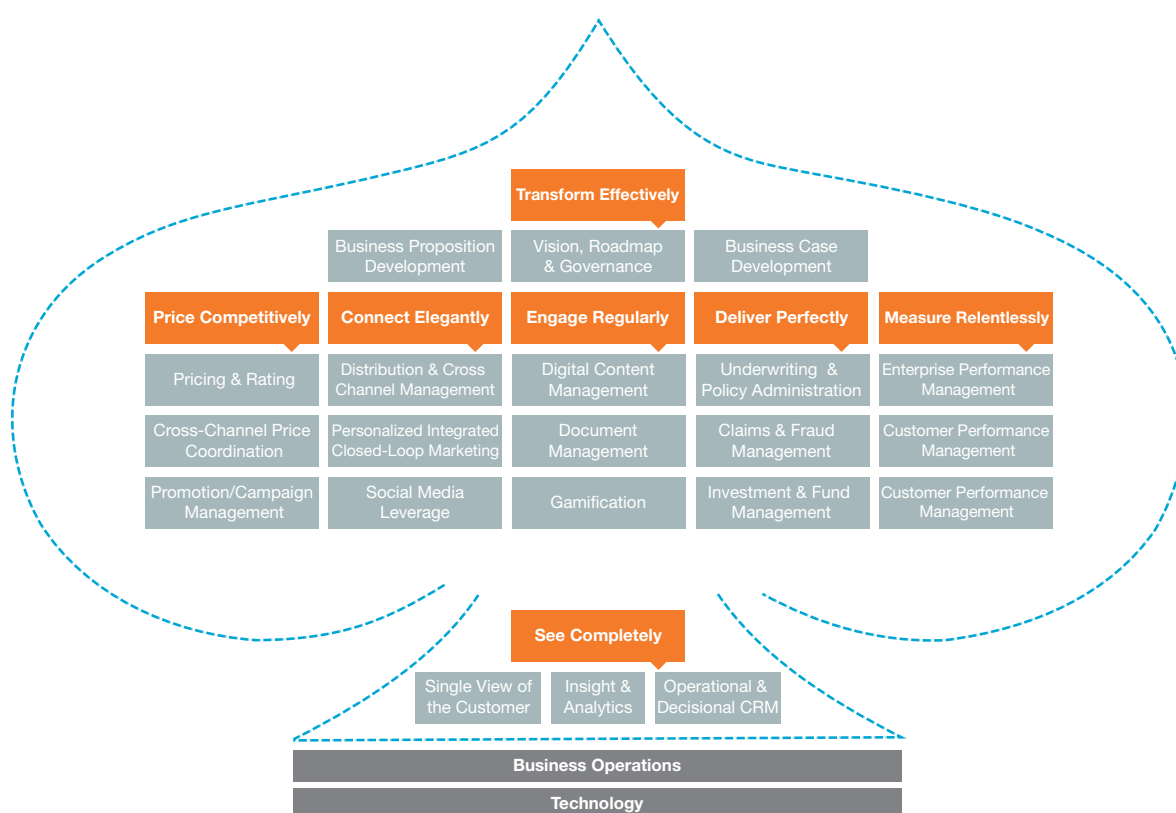 Transform Effectively
Business Proposition
Development
Vision, Roadmap
& Governance
Business Case
Development
Price Competitively
Connect Elegantly
Engage Regularly
Deliver Perfectly
Measure Relentlessly
Pricing & Rating
Distribution & Cross
Channel Management
Digital Content
Management
Underwriting &
Policy Administration
Enterprise Performance
Management
Cross-Channel Price
Coordination
Personalized Integrated
Closed-Loop Marketing
Document
Management
Claims & Fraud
Management
Customer Performance
Management
Promotion/Campaign
Management
Social Media
Leverage
Gamification
Investment & Fund
Management
Customer Performance
Management
See Completely
Single View of
the Customer
Insight &
Analytics
Operational &
Decisional CRM
Business Operations
Technology